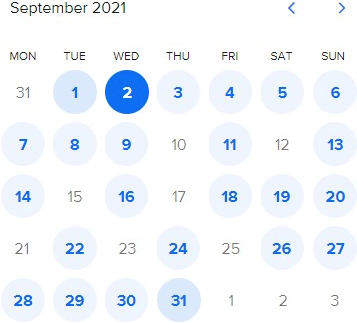 September 2021
MON TUE WED THU FRI SAT SUN
31 1 2 3 4 5 6
7 8 9 10 11 12 13
14 15 16 17 18 19 20
21 22 23 24 25 26 27
28 29 30 31 1 2 3